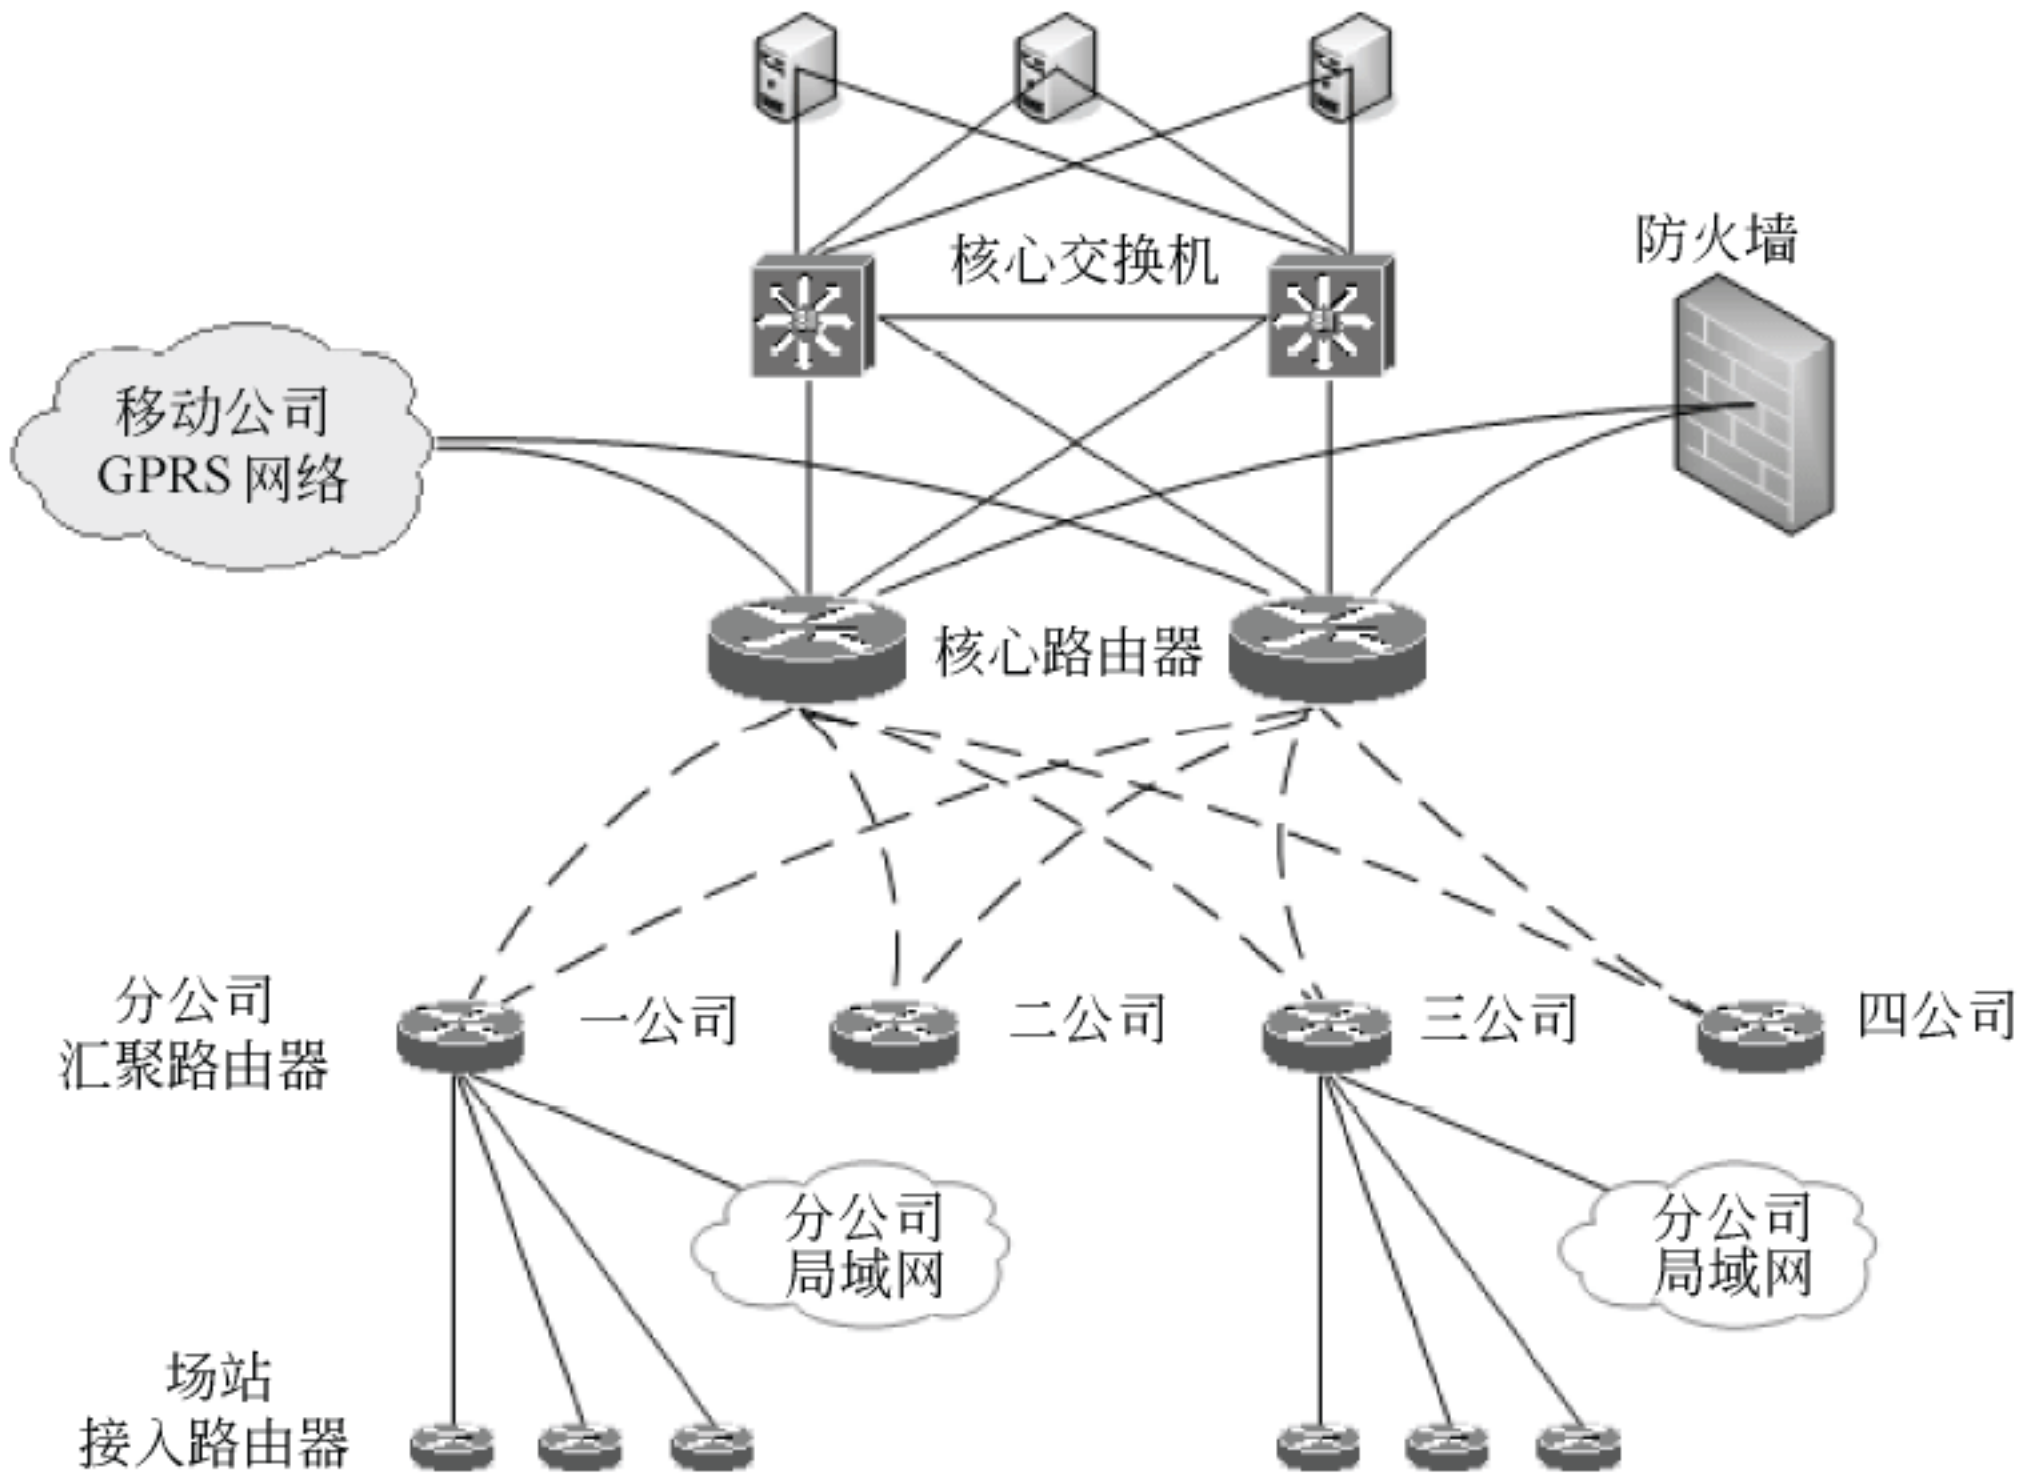 核心交换机
防火墙
移动公司
GPRS 网络
核心路由器
分公司
汇聚路由器
一公司
二公司
三公司
四公司
分公司
局域网
分公司
局域网
场站
接入路由器